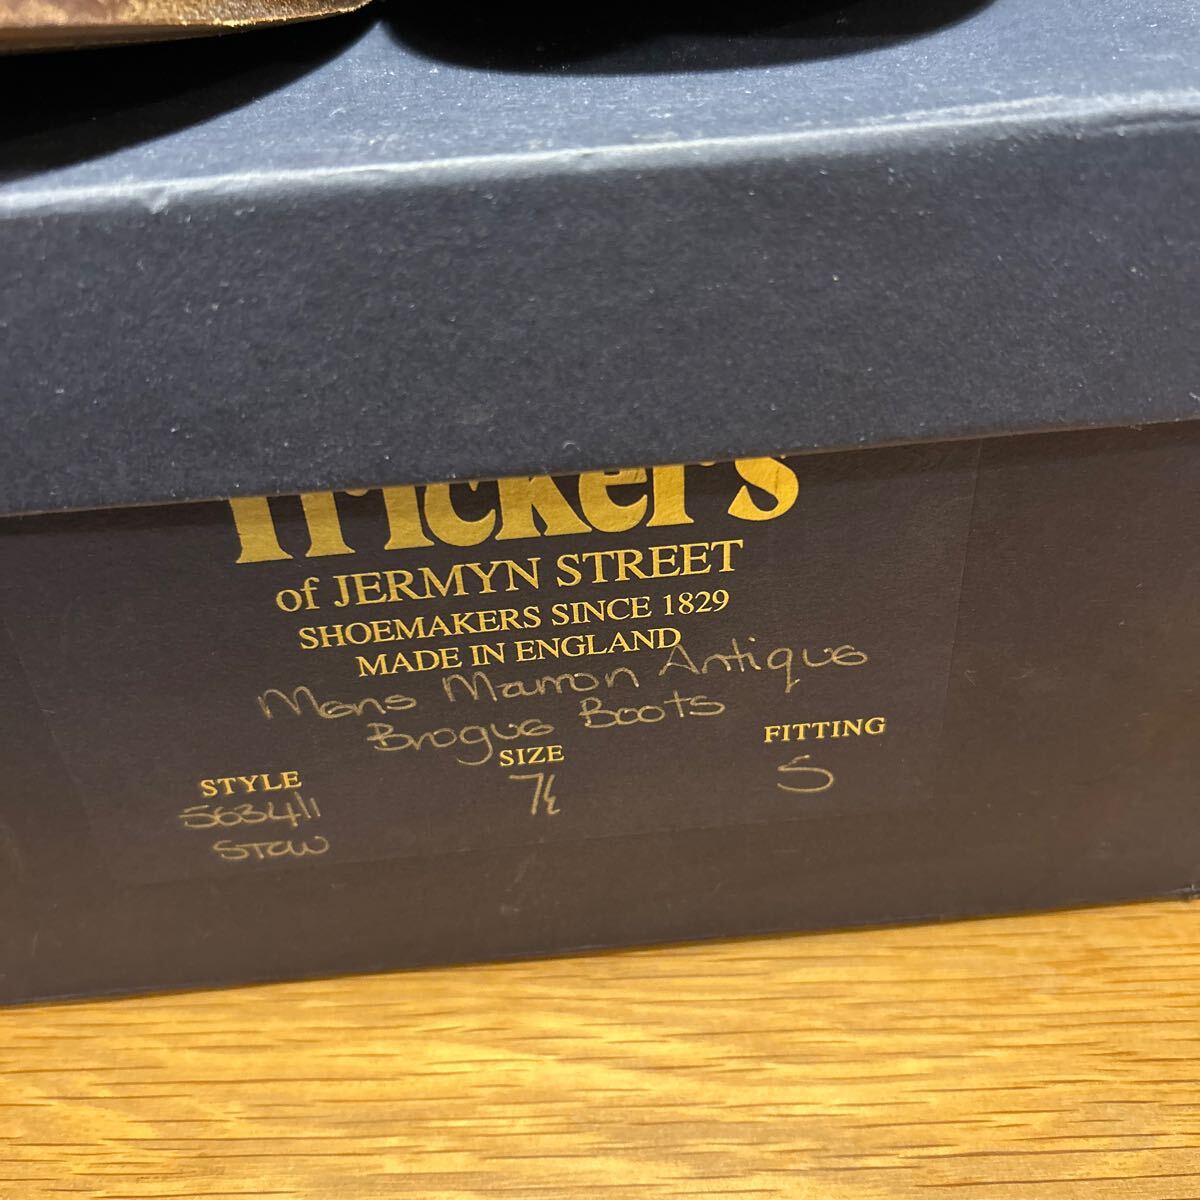 Tricker's
of JERMYN STREET
SHOEMAKERS SINCE 1829
MADE IN ENGLAND
Mens Marron Antique
Brogue Boots
STYLE SIZE FITTING
5634/1 7½ 5
STOW